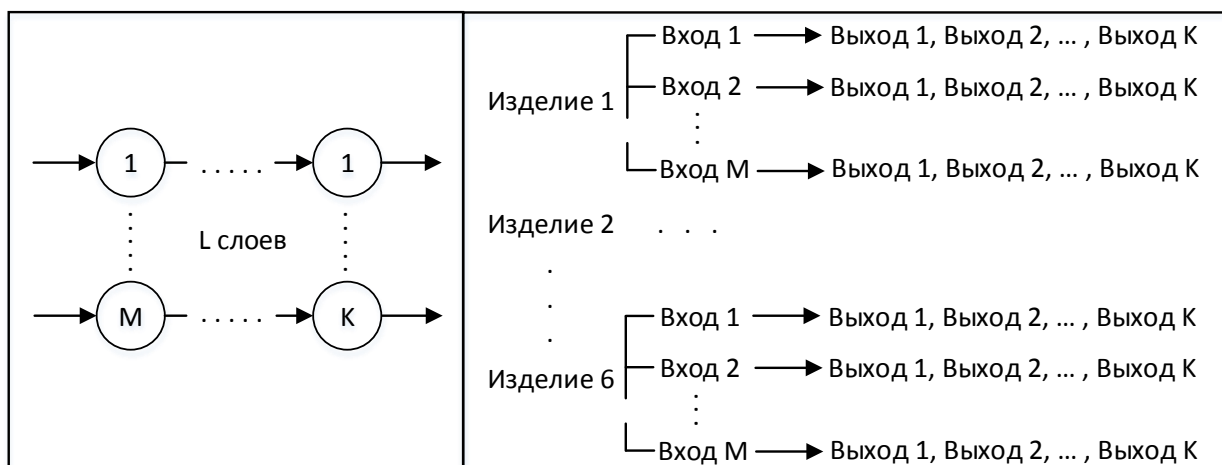 1 . . . . . 1
L слоев
М . . . . . К
Изделие 1
Вход 1 Выход 1, Выход 2, ... , Выход К
Вход 2 Выход 1, Выход 2, ... , Выход К
Вход М Выход 1, Выход 2, ... , Выход К
Изделие 2 . . .
Изделие 6
Вход 1 Выход 1, Выход 2, ... , Выход К
Вход 2 Выход 1, Выход 2, ... , Выход К
Вход М Выход 1, Выход 2, ... , Выход К